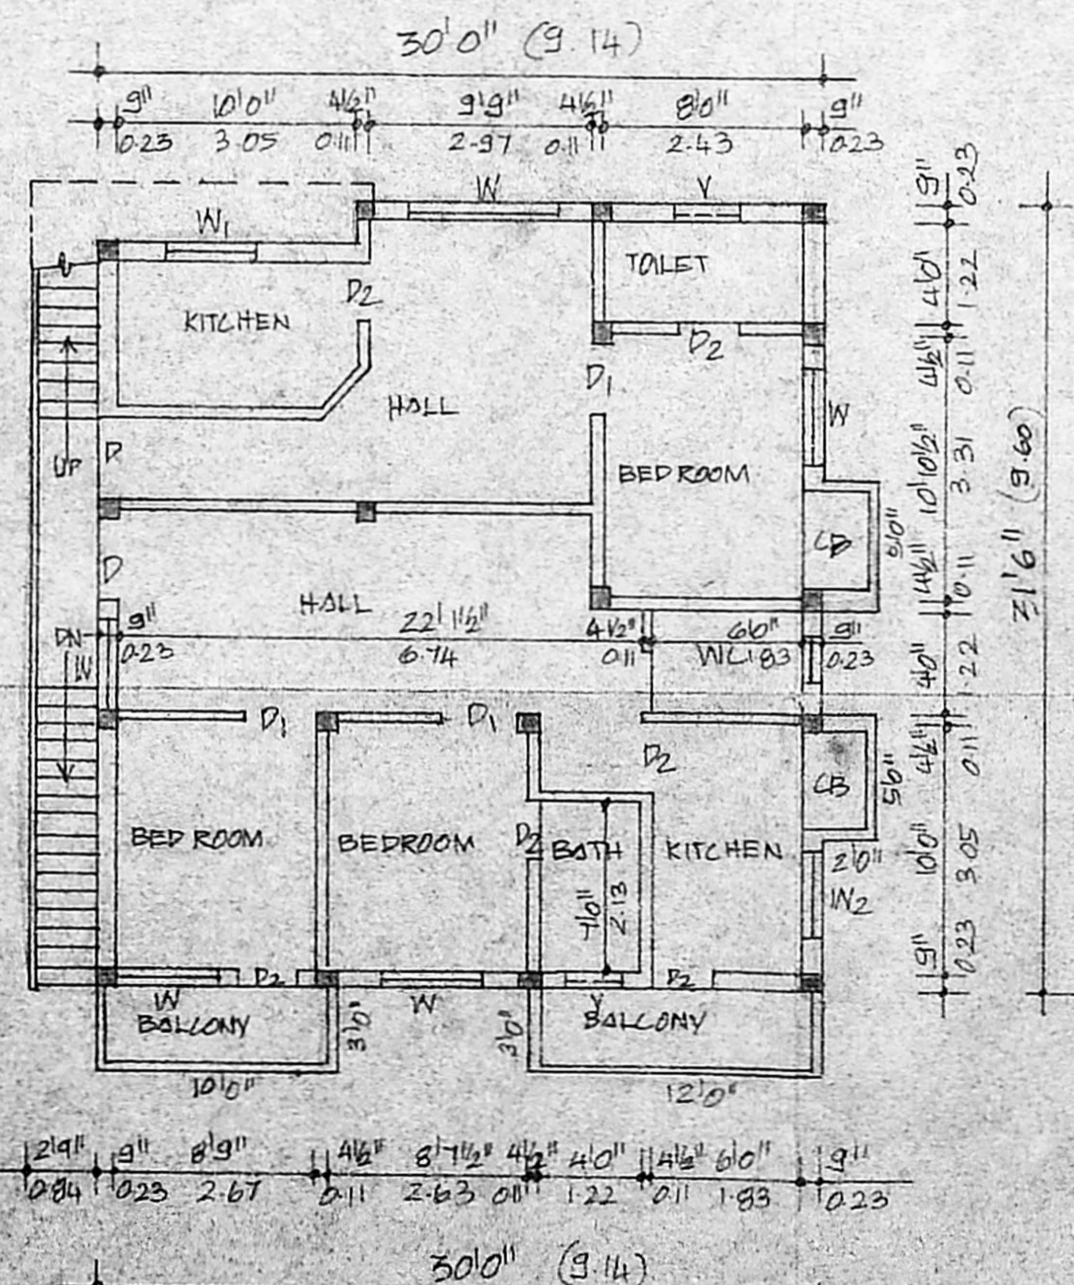 30'0" (9.14)
9" 10'0" 4½" 9'9" 4½" 8'0" 9"
0.23 3.05 0.11 2.97 0.11 2.43 0.23
9" 0.23
W V
W1
4'0" 1.22
TOILET
D2
KITCHEN
D2
4½" 0.11
D1
HALL
W
UP
D
BED ROOM
10'10½" 3.31
31'6" (9.60)
CB
5'0"
D
4½" 0.11
HALL
DN
9" 22'1½" 4½" 6'0" 9"
0.23 6.74 0.11 WC 1.83 0.23
W
4'0" 1.22
D1 D1
D2
4½" 0.11
CB
5'6"
BED ROOM BEDROOM D2 BATH KITCHEN
2'0"
10'0" 3.05
7'0" 2.13
W2
9" 0.23
W D2 W V D2
BALCONY 3'0" 3'0" BALCONY
10'0" 12'0"
2'9" 9" 8'9" 4½" 8'7½" 4½" 4'0" 4½" 6'0" 9"
0.84 0.23 2.67 0.11 2.63 0.11 1.22 0.11 1.83 0.23
30'0" (9.14)